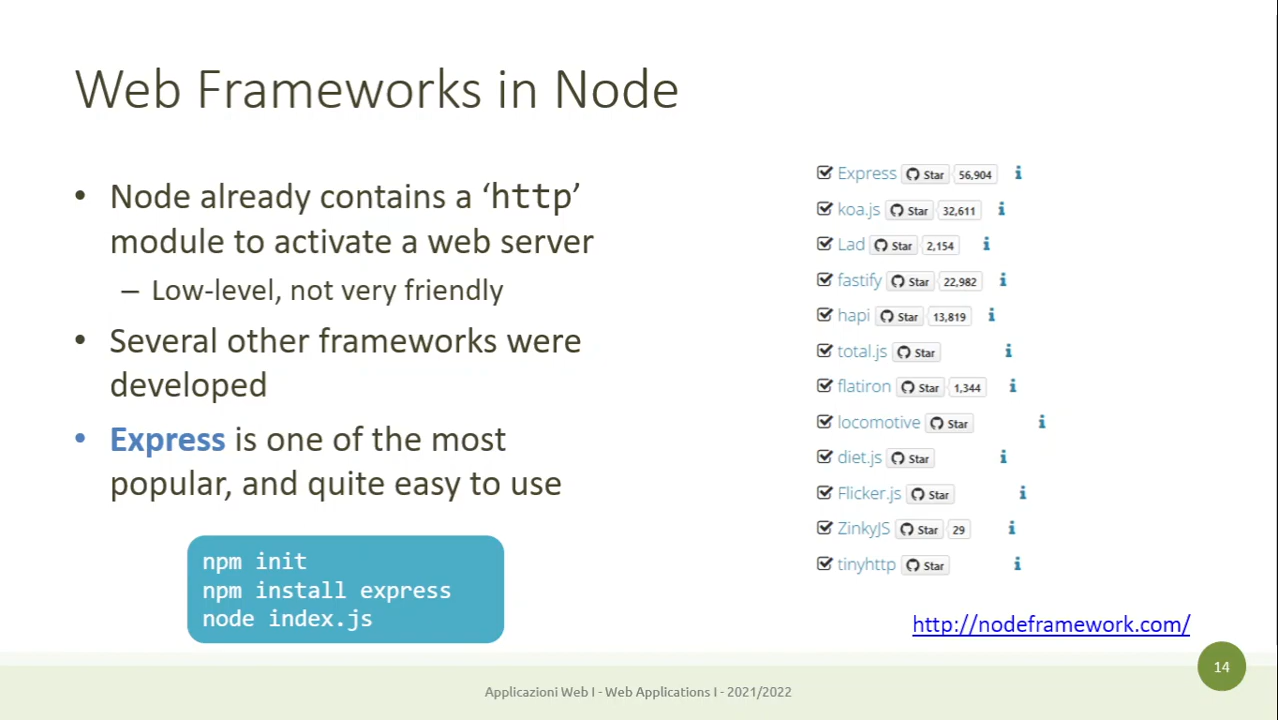 Web Frameworks in Node
• Node already contains a ‘http’
module to activate a web server
– Low-level, not very friendly
• Several other frameworks were
developed
• Express is one of the most
popular, and quite easy to use
npm init
npm install express
node index.js
Express Star 56,904
koa.js Star 32,611
Lad Star 2,154
fastify Star 22,982
hapi Star 13,819
total.js Star
flatiron Star 1,344
locomotive Star
diet.js Star
Flicker.js Star
ZinkyJS Star 29
tinyhttp Star
http://nodeframework.com/
14
Applicazioni Web I - Web Applications I - 2021/2022